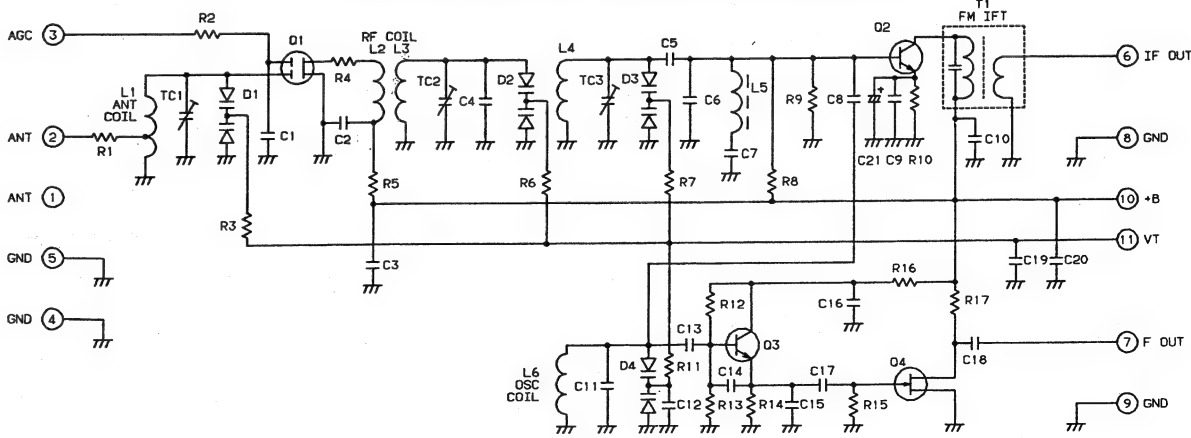 T1
FM IFT
AGC 3
R2
Q1
RF COIL
L2 L3
L4
C5
Q2
6 IF OUT
R4
L1
ANT
COIL
TC1
D1
TC2
C4
D2
TC3
D3
C6
L5
R9
C8
ANT 2
R1
C1
C2
C7
+
C21 C9 R10
C10
8 GND
R5
R6
R7
R8
ANT 1
10 +B
R3
11 VT
GND 5
C3
C19
C20
R16
R12
C16
R17
GND 4
C13
Q3
C18
7 F OUT
L6
OSC
COIL
C11
D4
R11
C14
C17
Q4
C12
R13
R14
C15
R15
9 GND